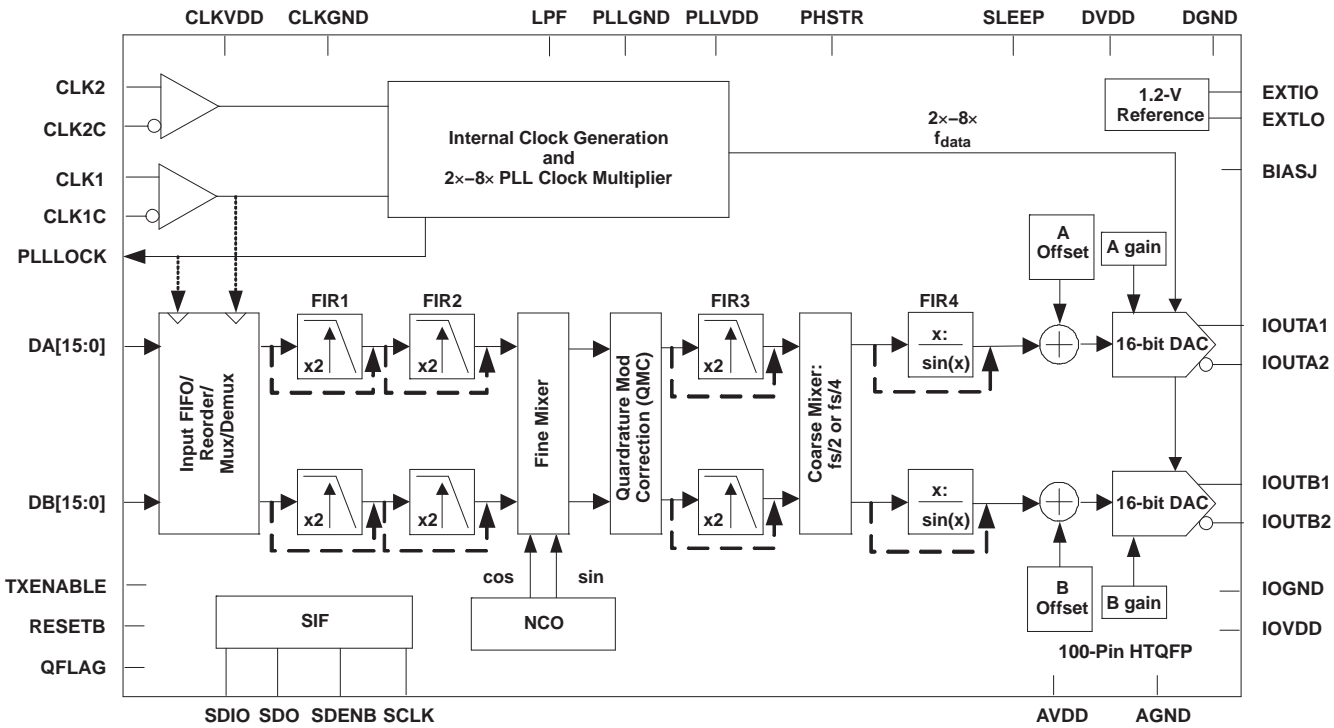 CLKVDD CLKGND LPF PLLGND PLLVDD PHSTR SLEEP DVDD DGND
CLK2
CLK2C
CLK1
CLK1C
PLLLOCK
Internal Clock Generation
and
2×−8× PLL Clock Multiplier
2×−8×
fdata
1.2-V
Reference
EXTIO
EXTLO
BIASJ
A
Offset
A gain
FIR1 FIR2 FIR3 FIR4
DA[15:0]
DB[15:0]
Input FIFO/
Reorder/
Mux/Demux
x2
x2
Fine Mixer
Quardrature Mod
Correction (QMC)
x2
Coarse Mixer:
fs/2 or fs/4
x:
sin(x)
16-bit DAC
IOUTA1
IOUTA2
x2
x2
x2
x:
sin(x)
16-bit DAC
IOUTB1
IOUTB2
TXENABLE
RESETB
QFLAG
SIF
cos sin
NCO
B
Offset
B gain
IOGND
IOVDD
100-Pin HTQFP
SDIO SDO SDENB SCLK AVDD AGND